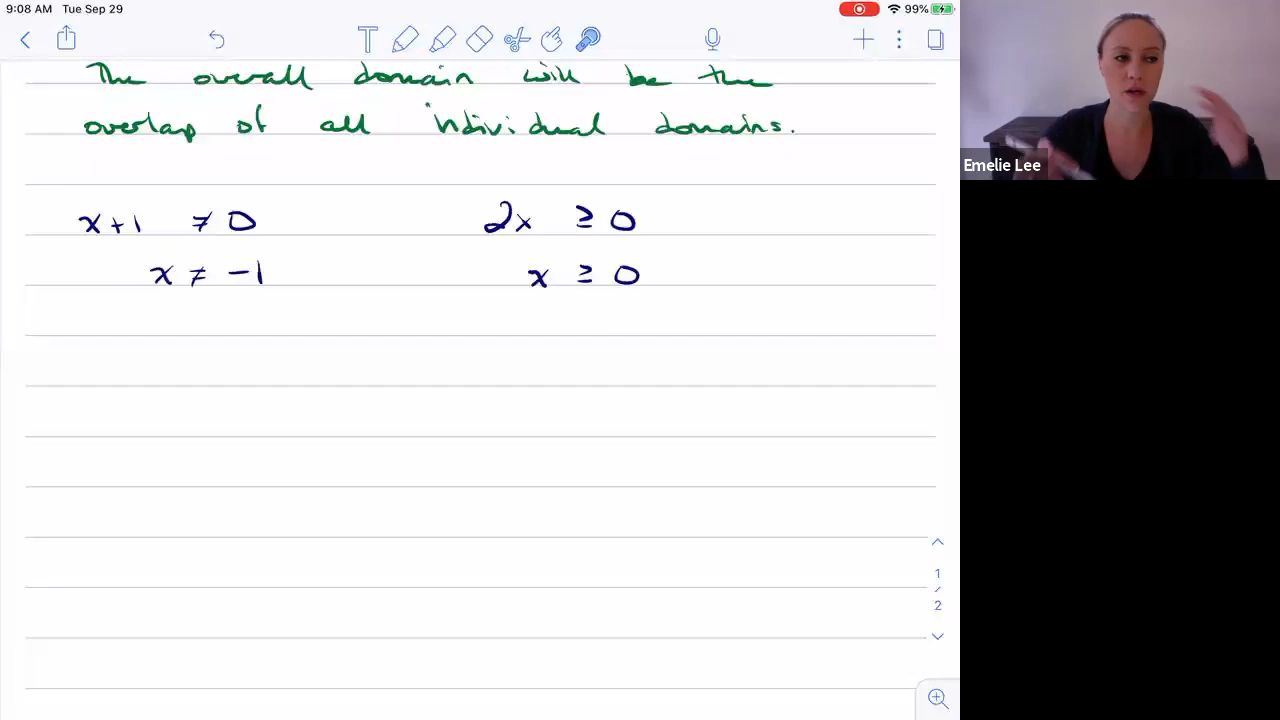 9:08 AM Tue Sep 29
99%
The overall domain will be the
overlap of all individual domains.
x+1 ≠ 0
2x ≥ 0
x ≠ -1
x ≥ 0
Emelie Lee
1
/
2